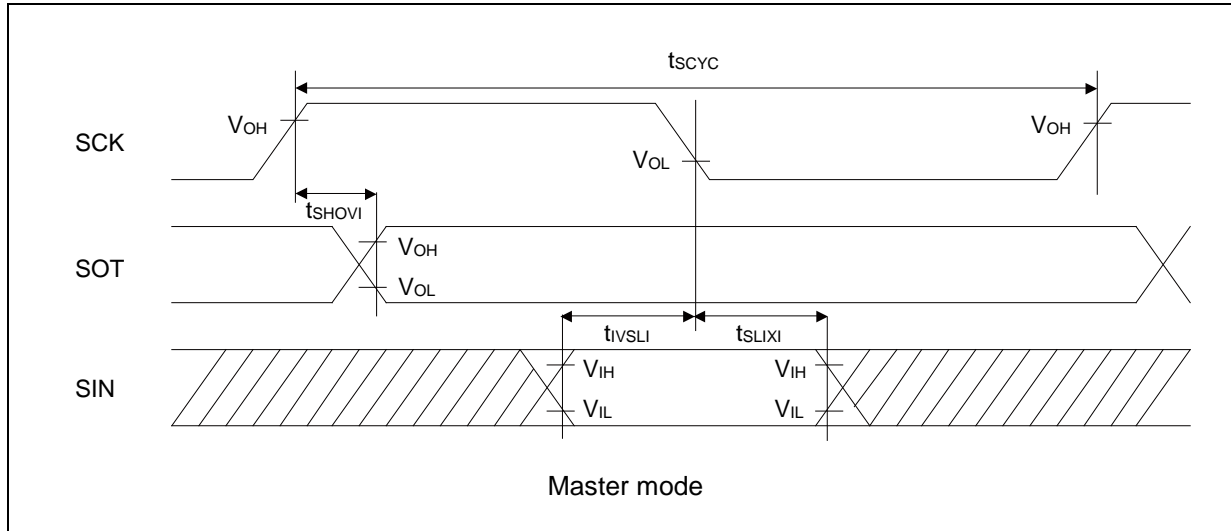 tSCYC
SCK
VOH
VOL
VOH
tSHOVI
SOT
VOH
VOL
tIVSLI
tSLIXI
SIN
VIH
VIH
VIL
VIL
Master mode